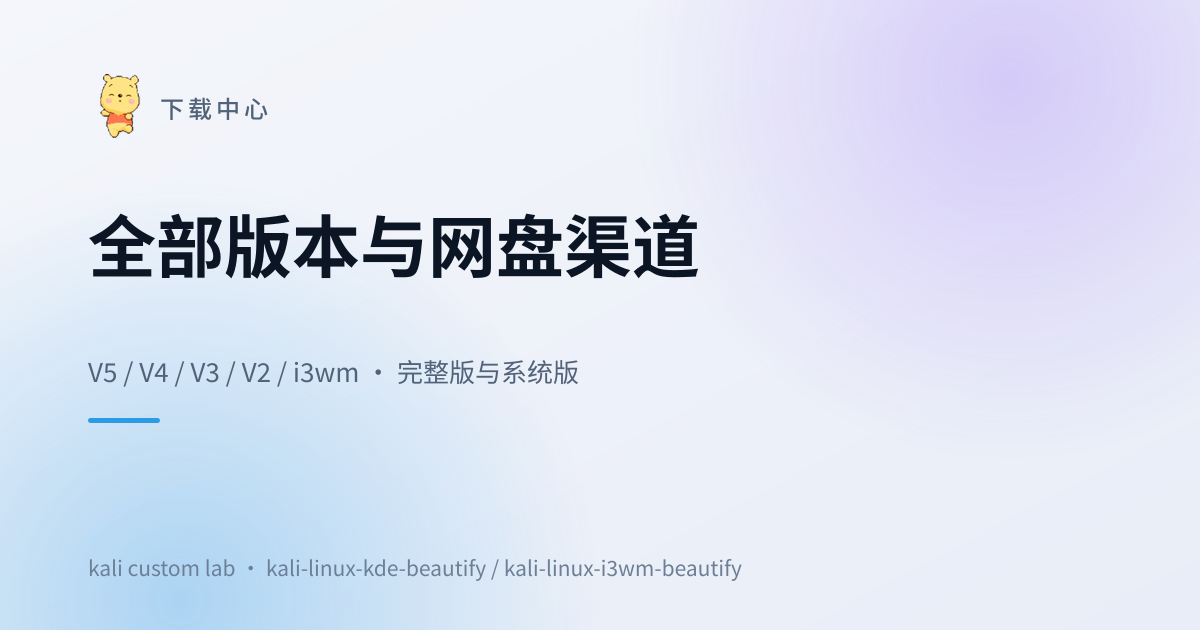 下载中心
全部版本与网盘渠道
V5 / V4 / V3 / V2 / i3wm • 完整版与系统版
kali custom lab • kali-linux-kde-beautify / kali-linux-i3wm-beautify